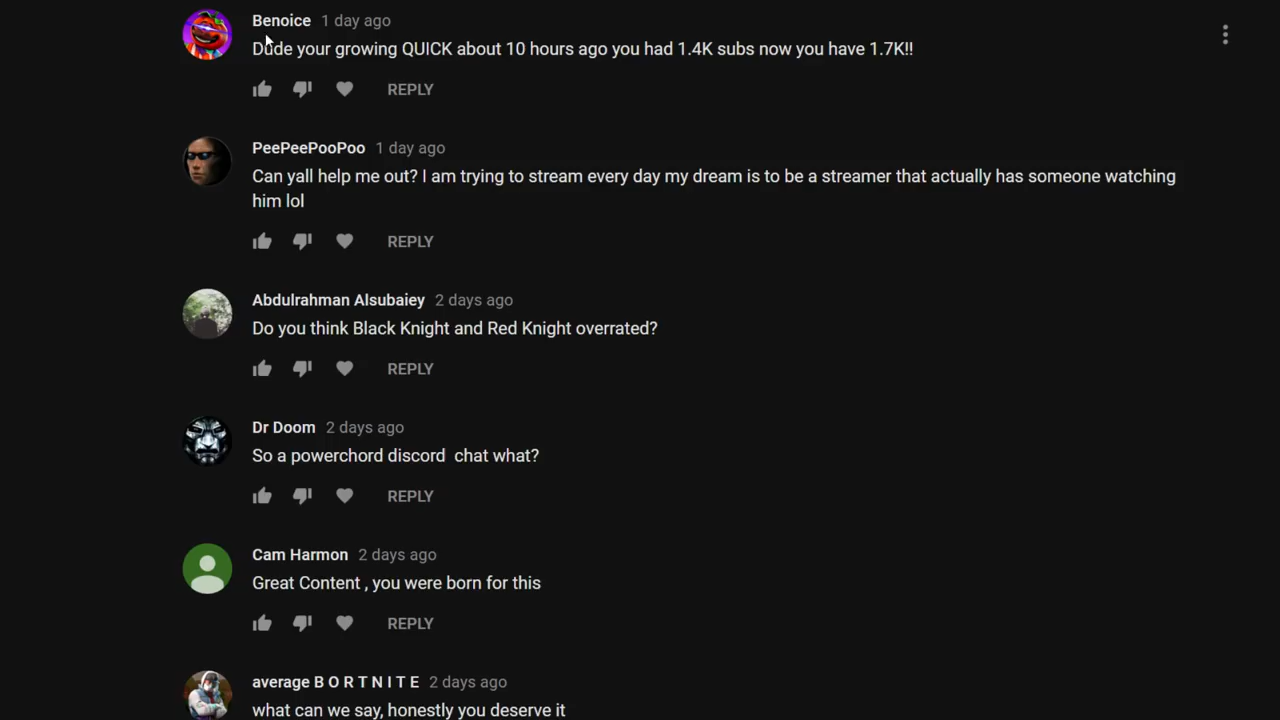 Benoice 1 day ago
Dude your growing QUICK about 10 hours ago you had 1.4K subs now you have 1.7K!!
REPLY
PeePeePooPoo 1 day ago
Can yall help me out? I am trying to stream every day my dream is to be a streamer that actually has someone watching
him lol
REPLY
Abdulrahman Alsubaiey 2 days ago
Do you think Black Knight and Red Knight overrated?
REPLY
Dr Doom 2 days ago
So a powerchord discord  chat what?
REPLY
Cam Harmon 2 days ago
Great Content , you were born for this
REPLY
average B O R T N I T E 2 days ago
what can we say, honestly you deserve it